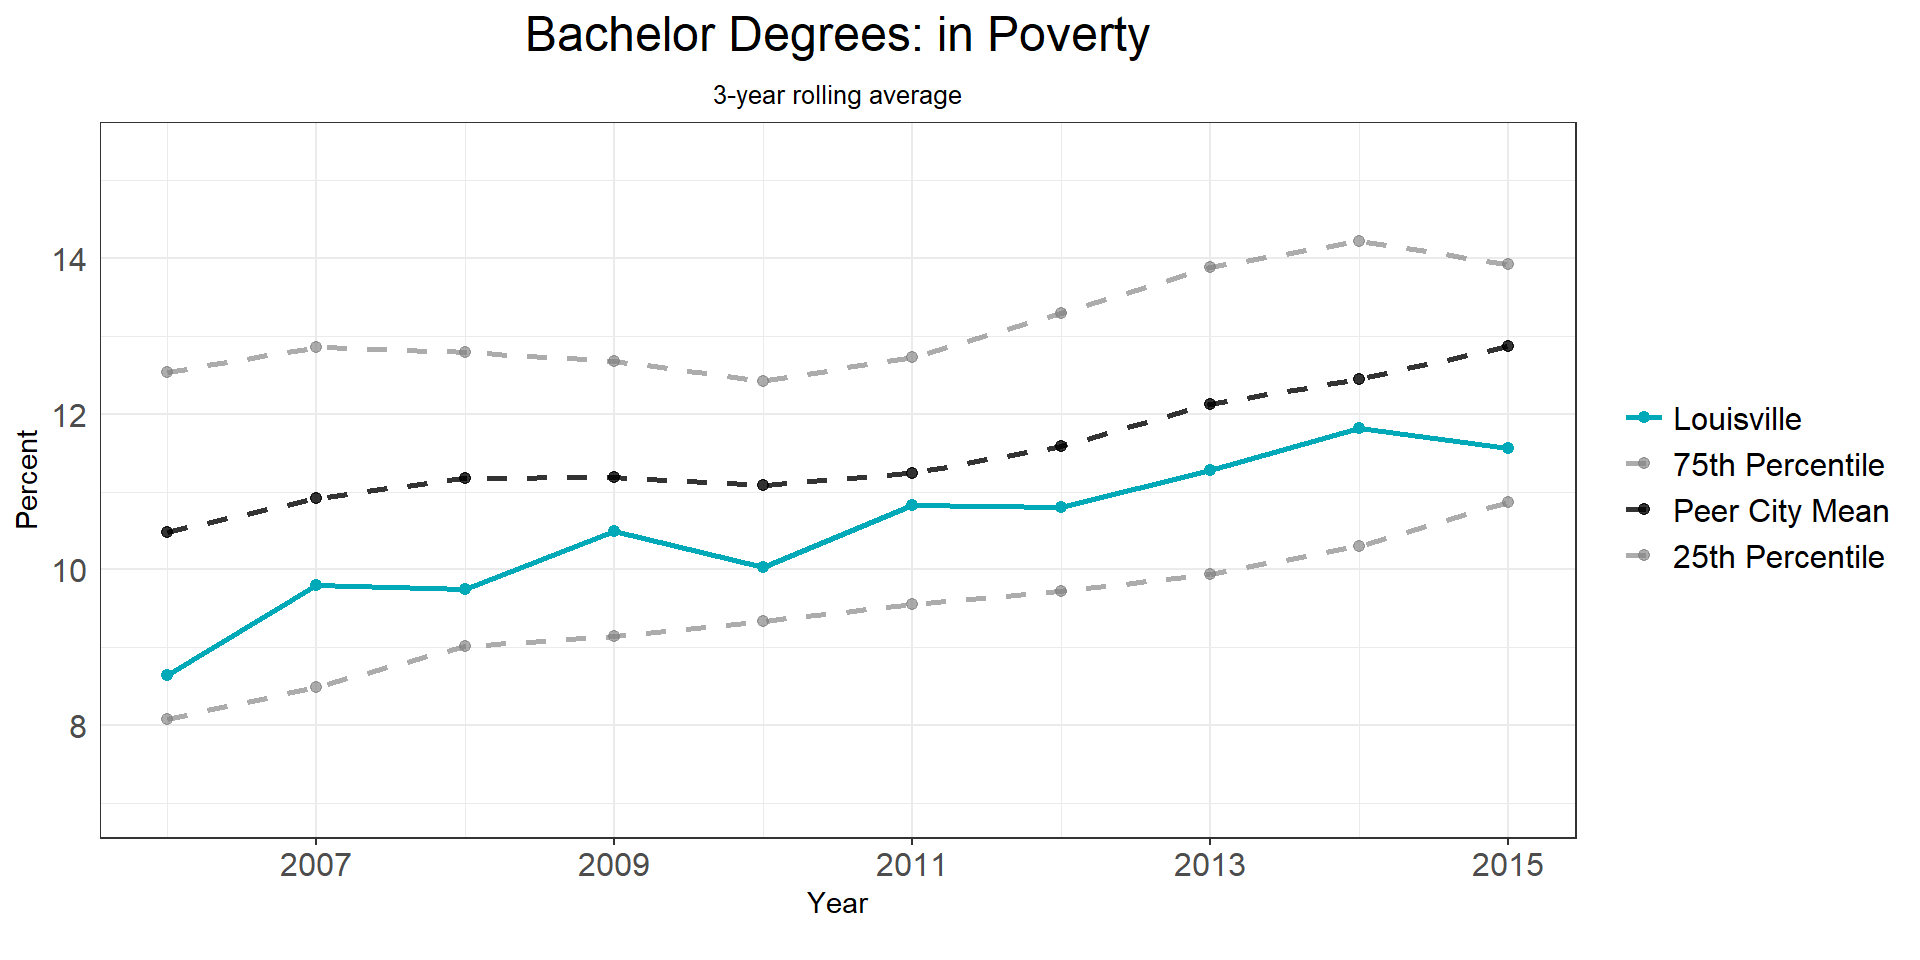 Bachelor Degrees: in Poverty
3-year rolling average
Percent
14
12
10
8
2007 2009 2011 2013 2015
Year
Louisville
75th Percentile
Peer City Mean
25th Percentile